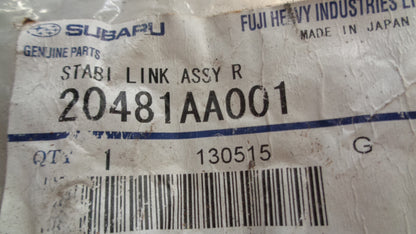 SUBARU
FUJI HEAVY INDUSTRIES
GENUINE PARTS
MADE IN JAPAN
STABI LINK ASSY R
20481AA001
QTY 1 130515 G